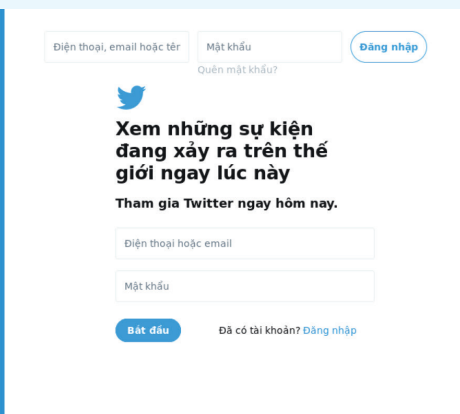 Điện thoại, email hoặc tên
Mật khẩu
Đăng nhập
Quên mật khẩu?
Xem những sự kiện
đang xảy ra trên thế
giới ngay lúc này
Tham gia Twitter ngay hôm nay.
Điện thoại hoặc email
Mật khẩu
Bắt đầu
Đã có tài khoản? Đăng nhập